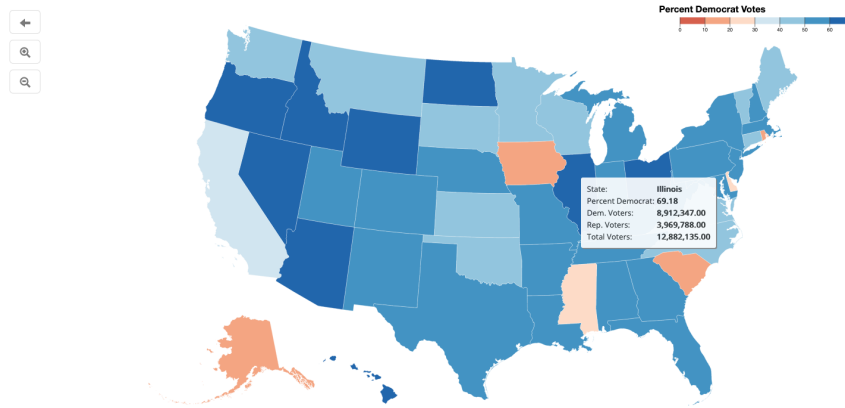 Percent Democrat Votes
0 10 20 30 40 50 60
State: Illinois
Percent Democrat: 69.18
Dem. Voters: 8,912,347.00
Rep. Voters: 3,969,788.00
Total Voters: 12,882,135.00